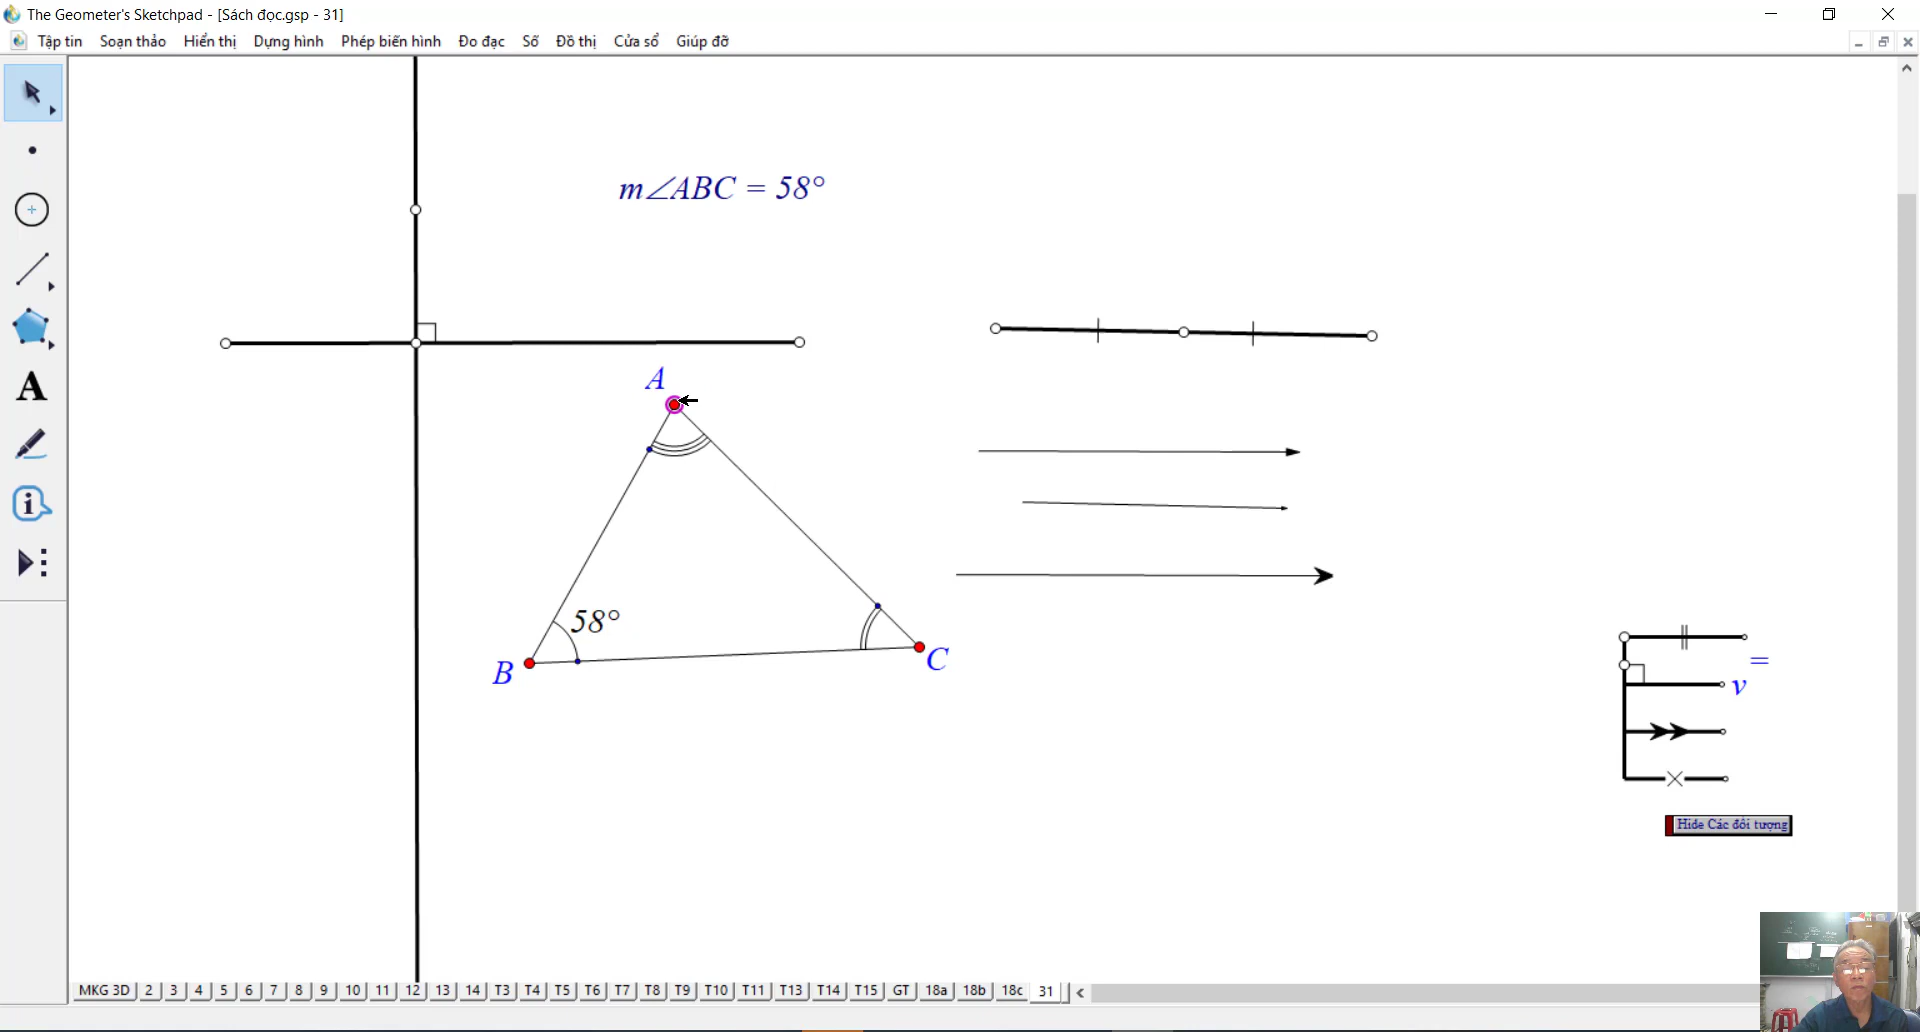 The Geometer's Sketchpad - [Sách đọc.gsp - 31]
Tập tin Soạn thảo Hiển thị Dựng hình Phép biến hình Đo đạc Số Đồ thị Cửa sổ Giúp đỡ
m∠ABC = 58°
A
A
58°
B
C
=
v
Hide Các đối tượng
MKG 3D 2 3 4 5 6 7 8 9 10 11 12 13 14 T3 T4 T5 T6 T7 T8 T9 T10 T11 T13 T14 T15 GT 18a 18b 18c 31